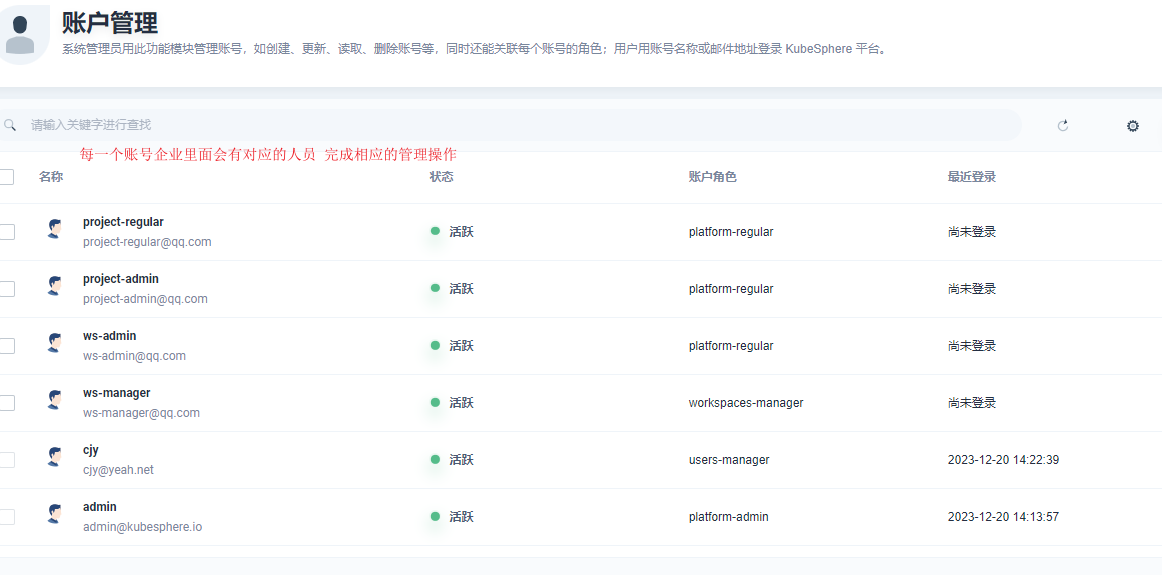 账户管理
系统管理员用此功能模块管理账号，如创建、更新、读取、删除账号等，同时还能关联每个账号的角色；用户用账号名称或邮件地址登录 KubeSphere 平台。
请输入关键字进行查找
每一个账号企业里面会有对应的人员 完成相应的管理操作
名称 状态 账户角色 最近登录
project-regular
project-regular@qq.com 活跃 platform-regular 尚未登录
project-admin
project-admin@qq.com 活跃 platform-regular 尚未登录
ws-admin
ws-admin@qq.com 活跃 platform-regular 尚未登录
ws-manager
ws-manager@qq.com 活跃 workspaces-manager 尚未登录
cjy
cjy@yeah.net 活跃 users-manager 2023-12-20 14:22:39
admin
admin@kubesphere.io 活跃 platform-admin 2023-12-20 14:13:57